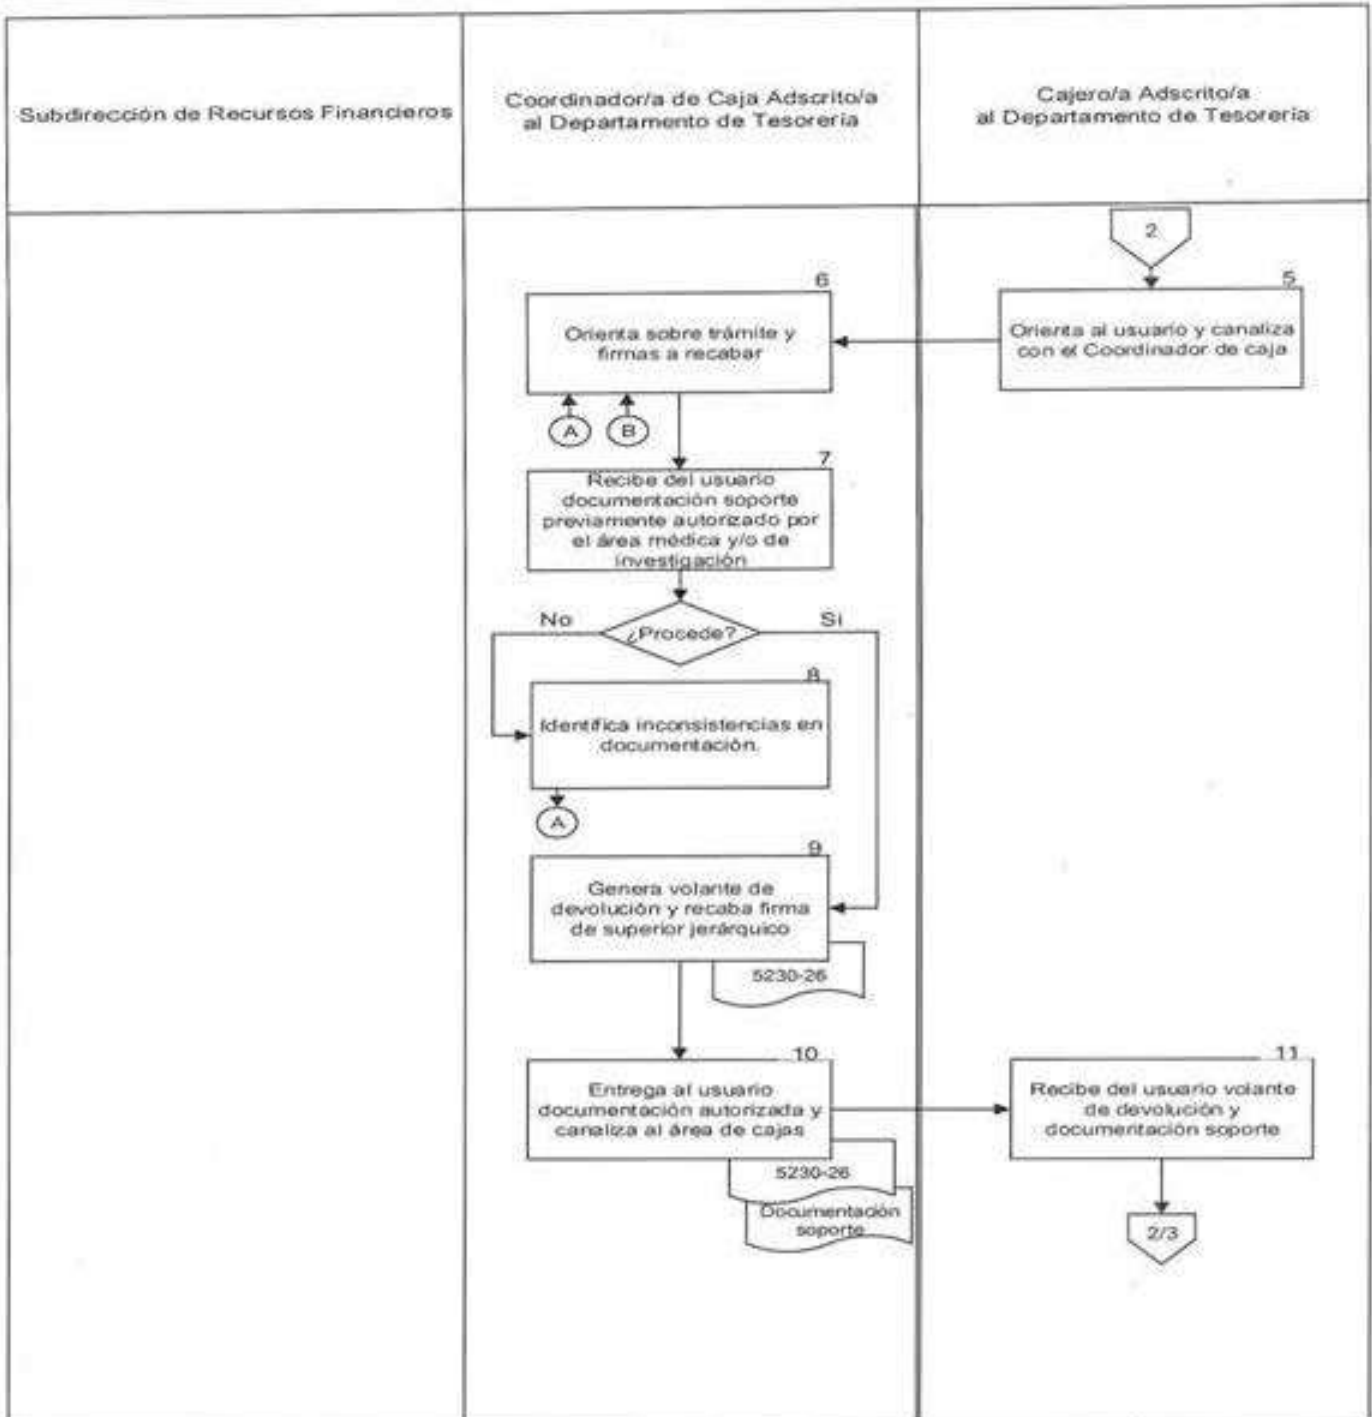 Subdirección de Recursos Financieros
Coordinador/a de Caja Adscrito/a
al Departamento de Tesorería
Cajero/a Adscrito/a
al Departamento de Tesorería
2
5
Orienta al usuario y canaliza
con el Coordinador de caja
6
Orienta sobre trámite y
firmas a recabar
A
B
7
Recibe del usuario
documentación soporte
previamente autorizado por
el área médica y/o de
investigación
¿Procede?
No
Si
8
Identifica inconsistencias en
documentación.
A
9
Genera volante de
devolución y recaba firma
de superior jerárquico
5230-26
10
Entrega al usuario
documentación autorizada y
canaliza al área de cajas
5230-26
Documentación
soporte
11
Recibe del usuario volante
de devolución y
documentación soporte
2/3